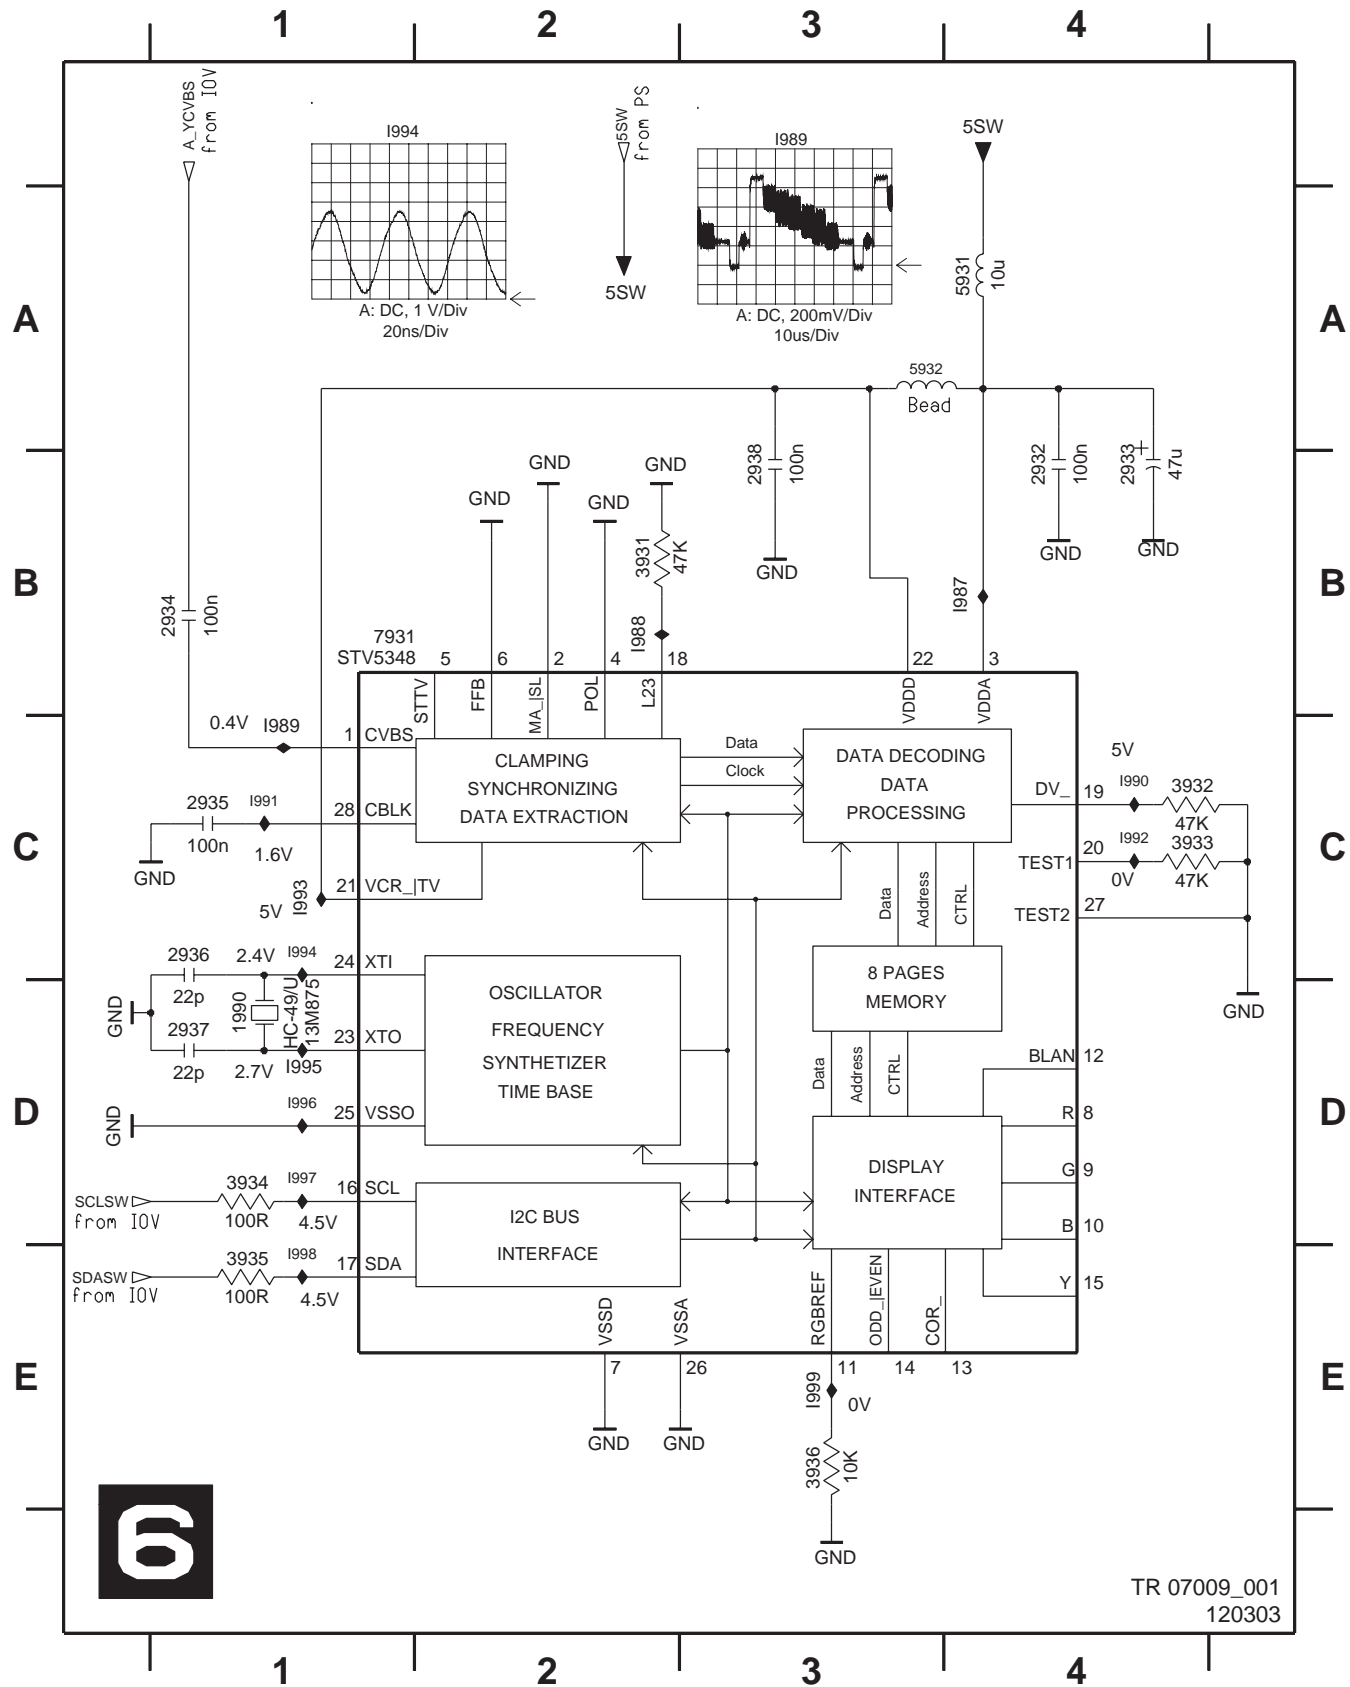 1 2 3 4
A_YCVBS
from IOV
I994
A: DC, 1 V/Div
20ns/Div
5SW
from PS
5SW
I989
A: DC, 200mV/Div
10us/Div
5SW
5931
10u
A A
5932
Bead
2938
100n
2932
100n
2933
+
47u
GND
GND
GND
GND
GND
GND
GND
3931
47K
I988
I987
B B
2934
100n
7931
STV5348
5 6 2 4 18 22 3
STTV
FFB
MA_|SL
POL
L23
VDDD
VDDA
0.4V I989
1 CVBS
CLAMPING
SYNCHRONIZING
DATA EXTRACTION
Data
Clock
DATA DECODING
DATA
PROCESSING
5V
DV_ 19 I990 3932
47K
2935 I991
28 CBLK
100n 1.6V
GND
C C
20 I992 3933
TEST1
0V 47K
21 VCR_|TV
5V I993
TEST2 27
Data
Address
CTRL
2936 2.4V I994
24 XTI
22p
GND
1990
HC-49/U
13M875
2937
23 XTO
22p 2.7V I995
OSCILLATOR
FREQUENCY
SYNTHETIZER
TIME BASE
8 PAGES
MEMORY
GND
Data
Address
CTRL
BLAN 12
GND
I996
25 VSSO
D D
R 8
DISPLAY
INTERFACE
G 9
B 10
Y 15
SCLSW
from IOV
3934 I997
16 SCL
100R 4.5V
I2C BUS
INTERFACE
SDASW
from IOV
3935 I998
17 SDA
100R 4.5V
VSSD
VSSA
RGBREF
ODD_|EVEN
COR_
7 26 11 14 13
E E
I999
0V
GND GND
3936
10K
GND
6
TR 07009_001
120303
1 2 3 4